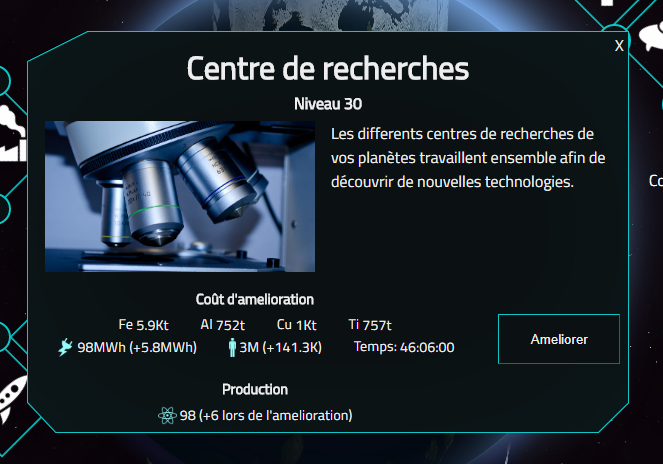 X
Centre de recherches
Niveau 30
Les differents centres de recherches de
vos planètes travaillent ensemble afin de
découvrir de nouvelles technologies.
Coût d'amelioration
Fe 5.9Kt Al 752t Cu 1Kt Ti 757t
98MWh (+5.8MWh) 3M (+141.3K) Temps: 46:06:00
Ameliorer
Production
98 (+6 lors de l'amelioration)